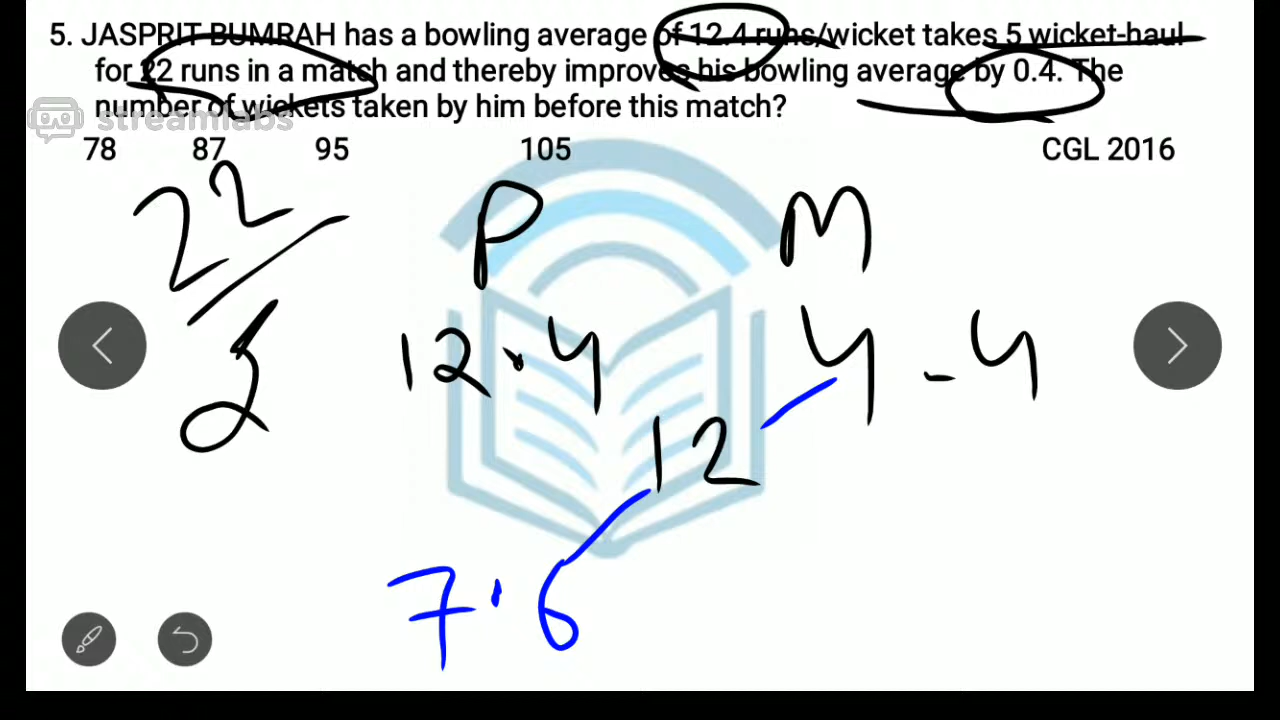 5. JASPRIT BUMRAH has a bowling average of 12.4 runs/wicket takes 5 wicket-haul
for 22 runs in a match and thereby improves his bowling average by 0.4. The
number of wickets taken by him before this match?
streamlabs
78 87 95 105 CGL 2016
22 P M
5 12.4 4.4
12
7.6